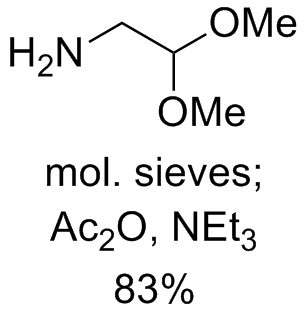 OMe
H₂N
OMe
mol. sieves;
Ac₂O, NEt₃
83%